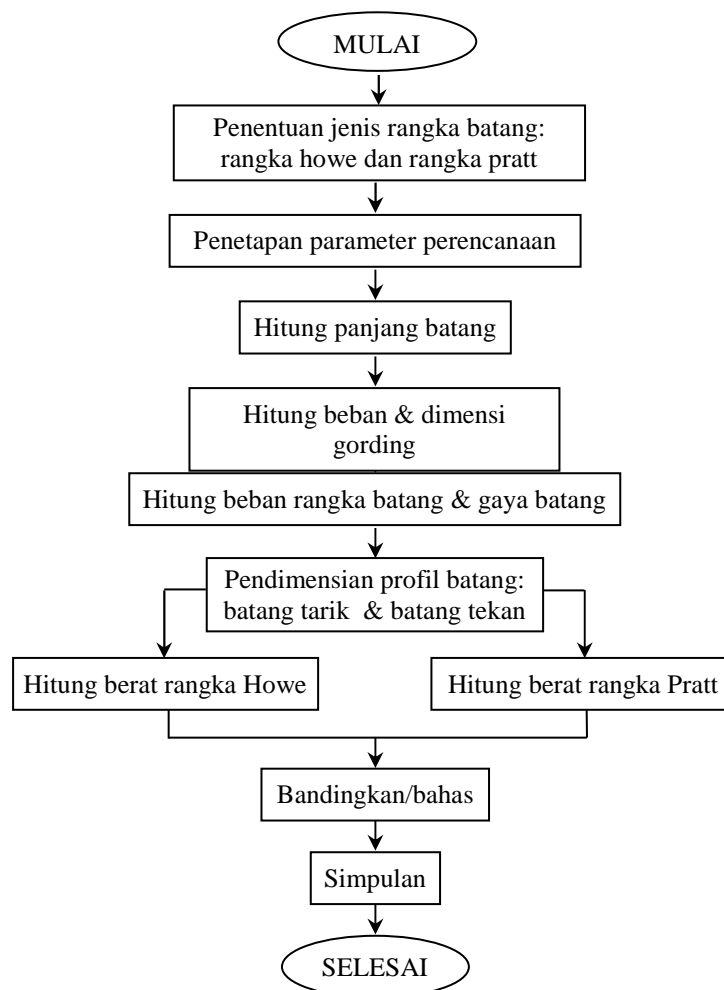 MULAI
Penentuan jenis rangka batang:
rangka howe dan rangka pratt
Penetapan parameter perencanaan
Hitung panjang batang
Hitung beban & dimensi
gording
Hitung beban rangka batang & gaya batang
Pendimensian profil batang:
batang tarik & batang tekan
Hitung berat rangka Howe
Hitung berat rangka Pratt
Bandingkan/bahas
Simpulan
SELESAI